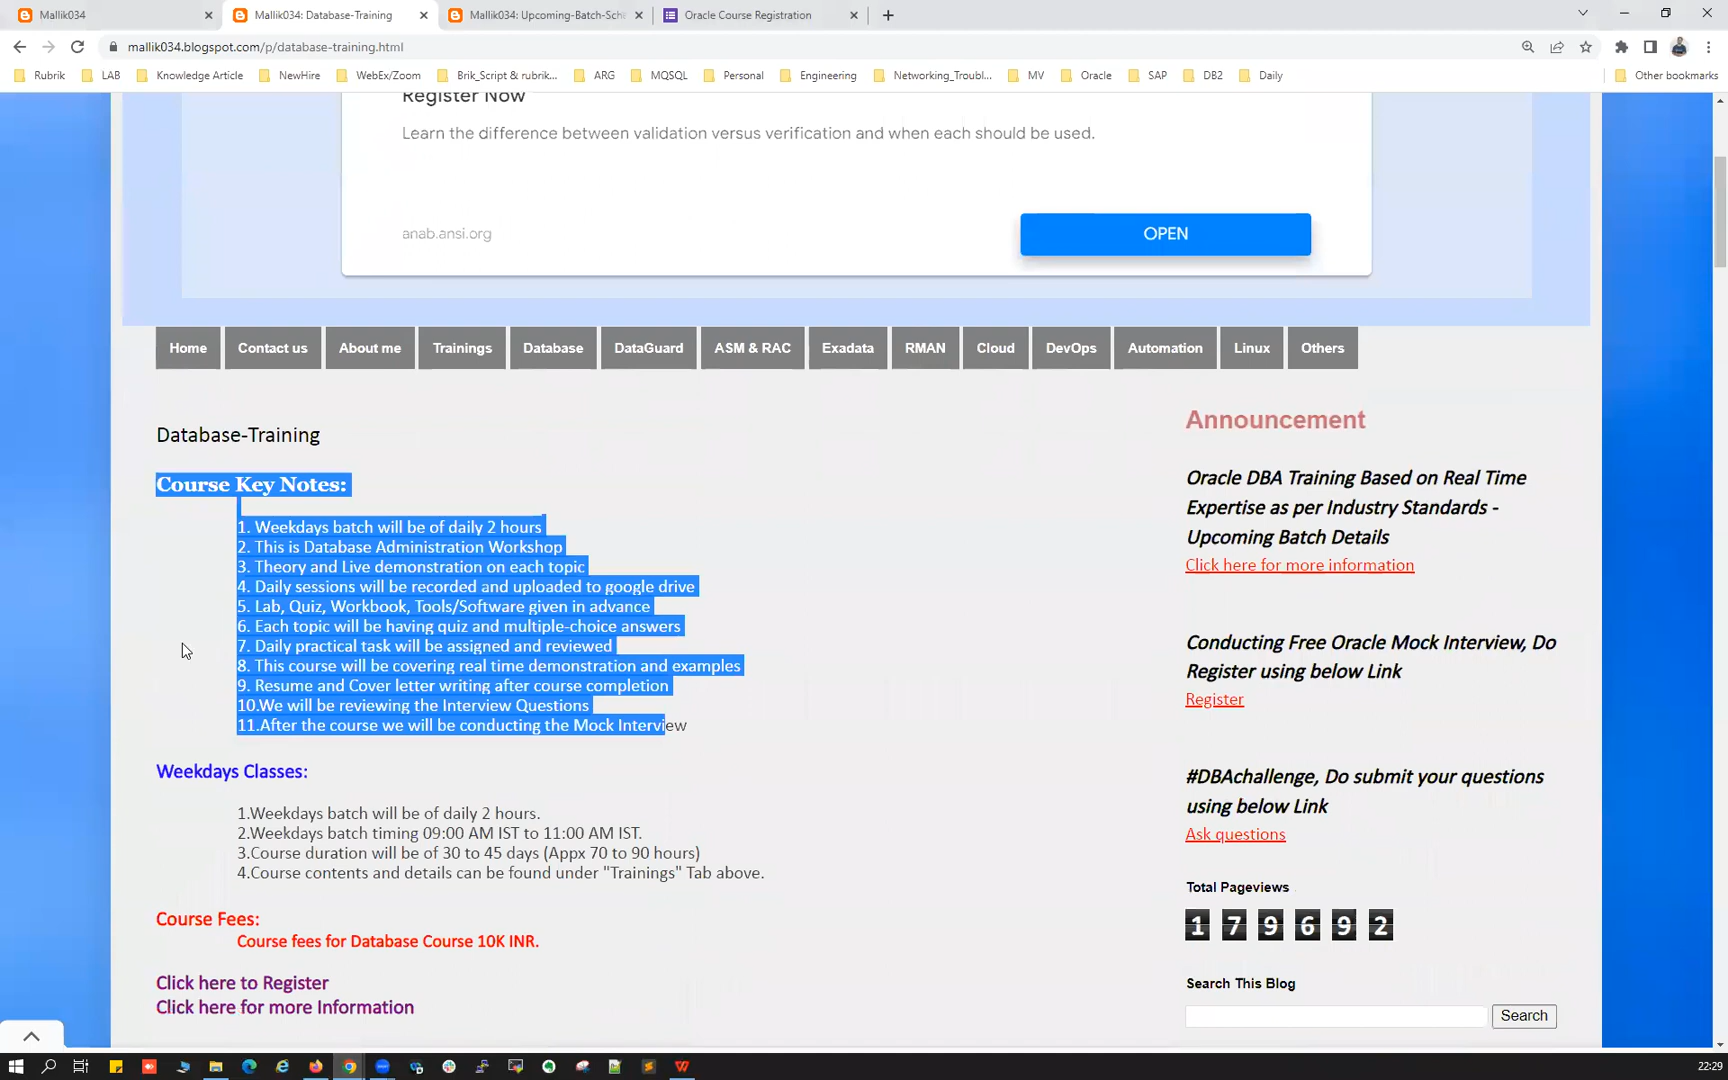 Mallik034
Mallik034: Database-Training
Mallik034: Upcoming-Batch-Sch
Oracle Course Registration
mallik034.blogspot.com/p/database-training.html
Rubrik
LAB
Knowledge Article
NewHire
WebEx/Zoom
Brik_Script & rubrik...
ARG
MQSQL
Personal
Engineering
Networking_Troubl...
MV
Oracle
SAP
DB2
Daily
Other bookmarks
Register Now
Learn the difference between validation versus verification and when each should be used.
anab.ansi.org
OPEN
Home
Contact us
About me
Trainings
Database
DataGuard
ASM & RAC
Exadata
RMAN
Cloud
DevOps
Automation
Linux
Others
Database-Training
Course Key Notes:
1. Weekdays batch will be of daily 2 hours
2. This is Database Administration Workshop
3. Theory and Live demonstration on each topic
4. Daily sessions will be recorded and uploaded to google drive
5. Lab, Quiz, Workbook, Tools/Software given in advance
6. Each topic will be having quiz and multiple-choice answers
7. Daily practical task will be assigned and reviewed
8. This course will be covering real time demonstration and examples
9. Resume and Cover letter writing after course completion
10.We will be reviewing the Interview Questions
11.After the course we will be conducting the Mock Interview
Weekdays Classes:
1.Weekdays batch will be of daily 2 hours.
2.Weekdays batch timing 09:00 AM IST to 11:00 AM IST.
3.Course duration will be of 30 to 45 days (Appx 70 to 90 hours)
4.Course contents and details can be found under "Trainings" Tab above.
Course Fees:
Course fees for Database Course 10K INR.
Click here to Register
Click here for more Information
Announcement
Oracle DBA Training Based on Real Time
Expertise as per Industry Standards -
Upcoming Batch Details
Click here for more information
Conducting Free Oracle Mock Interview, Do
Register using below Link
Register
#DBAchallenge, Do submit your questions
using below Link
Ask questions
Total Pageviews
179692
Search This Blog
Search
22:29